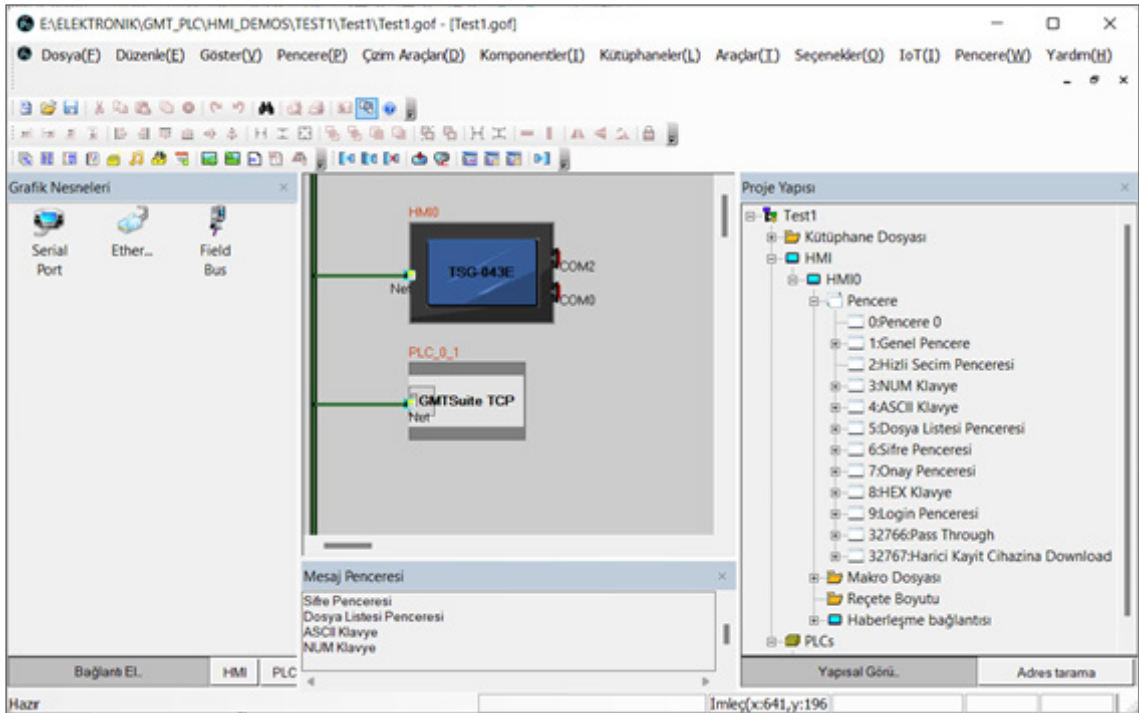 E:\ELEKTRONIK\GMT_PLC\HMI_DEMOS\TEST1\Test1\Test1.gof - [Test1.gof]
Dosya(F) Düzenle(E) Göster(V) Pencere(P) Çizim Araçları(D) Komponentler(I) Kütüphaneler(L) Araçlar(T) Seçenekler(O) IoT(I) Pencere(W) Yardım(H)
Grafik Nesneleri
Serial Port
Ether...
Field Bus
Bağlantı El..
HMI
PLC
HMI0
TSG-043E
COM2
COM0
Net
PLC_0_1
GMTSuite TCP
Net
Mesaj Penceresi
Sifre Penceresi
Dosya Listesi Penceresi
ASCII Klavye
NUM Klavye
Proje Yapısı
Test1
Kütüphane Dosyası
HMI
HMI0
Pencere
0:Pencere 0
1:Genel Pencere
2:Hizli Secim Penceresi
3:NUM Klavye
4:ASCII Klavye
5:Dosya Listesi Penceresi
6:Sifre Penceresi
7:Onay Penceresi
8:HEX Klavye
9:Login Penceresi
32766:Pass Through
32767:Harici Kayit Cihazina Download
Makro Dosyası
Reçete Boyutu
Haberleşme bağlantısı
PLCs
Yapısal Görü..
Adres tarama
Hazır
Imleç(x:641,y:196